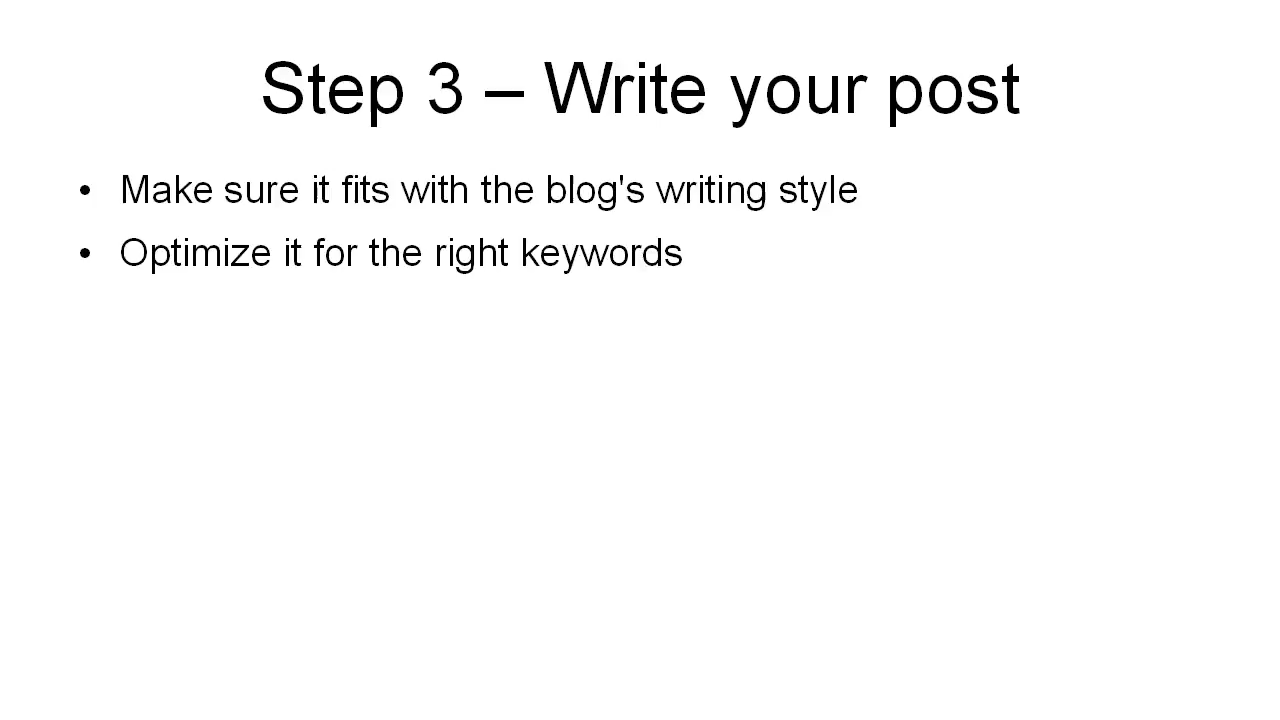 Step 3 – Write your post
• Make sure it fits with the blog's writing style
• Optimize it for the right keywords